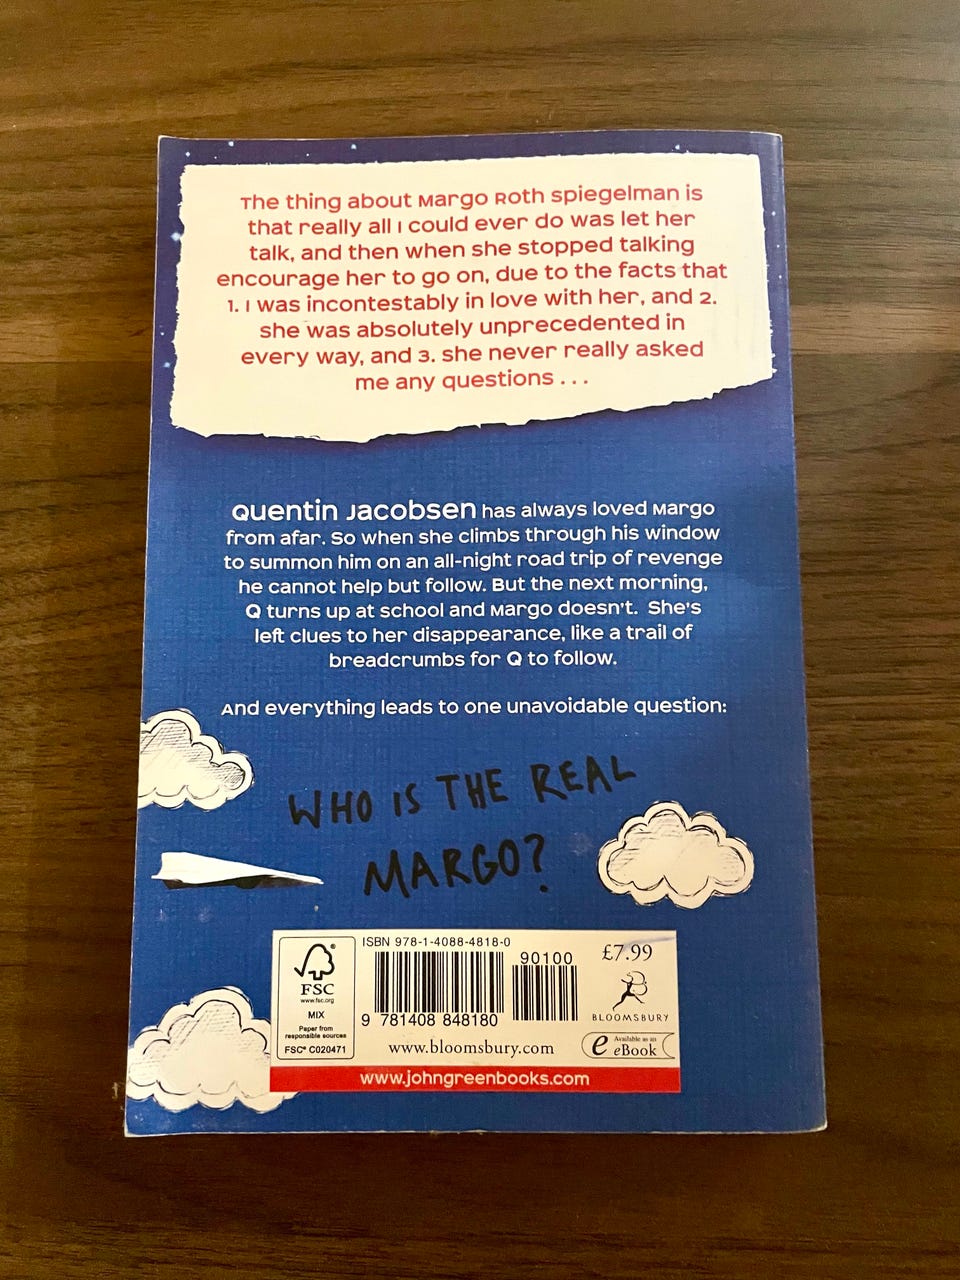 The thing about Margo Roth Spiegelman is
that really all I could ever do was let her
talk, and then when she stopped talking
encourage her to go on, due to the facts that
1. I was incontestably in love with her, and 2.
she was absolutely unprecedented in
every way, and 3. she never really asked
me any questions . . .
Quentin Jacobsen has always loved Margo
from afar. So when she climbs through his window
to summon him on an all-night road trip of revenge
he cannot help but follow. But the next morning,
Q turns up at school and Margo doesn't. She's
left clues to her disappearance, like a trail of
breadcrumbs for Q to follow.
And everything leads to one unavoidable question:
WHO IS THE REAL
MARGO?
FSC®
www.fsc.org
MIX
Paper from
responsible sources
FSC® C020471
ISBN 978-1-4088-4818-0
90100
9 781408 848180
www.bloomsbury.com
£7.99
BLOOMSBURY
e Available as an
eBook
www.johngreenbooks.com